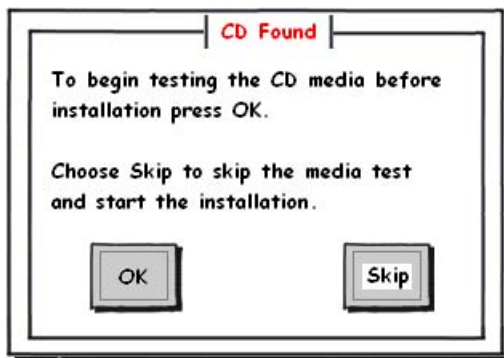 CD Found
To begin testing the CD media before
installation press OK.
Choose Skip to skip the media test
and start the installation.
OK
Skip